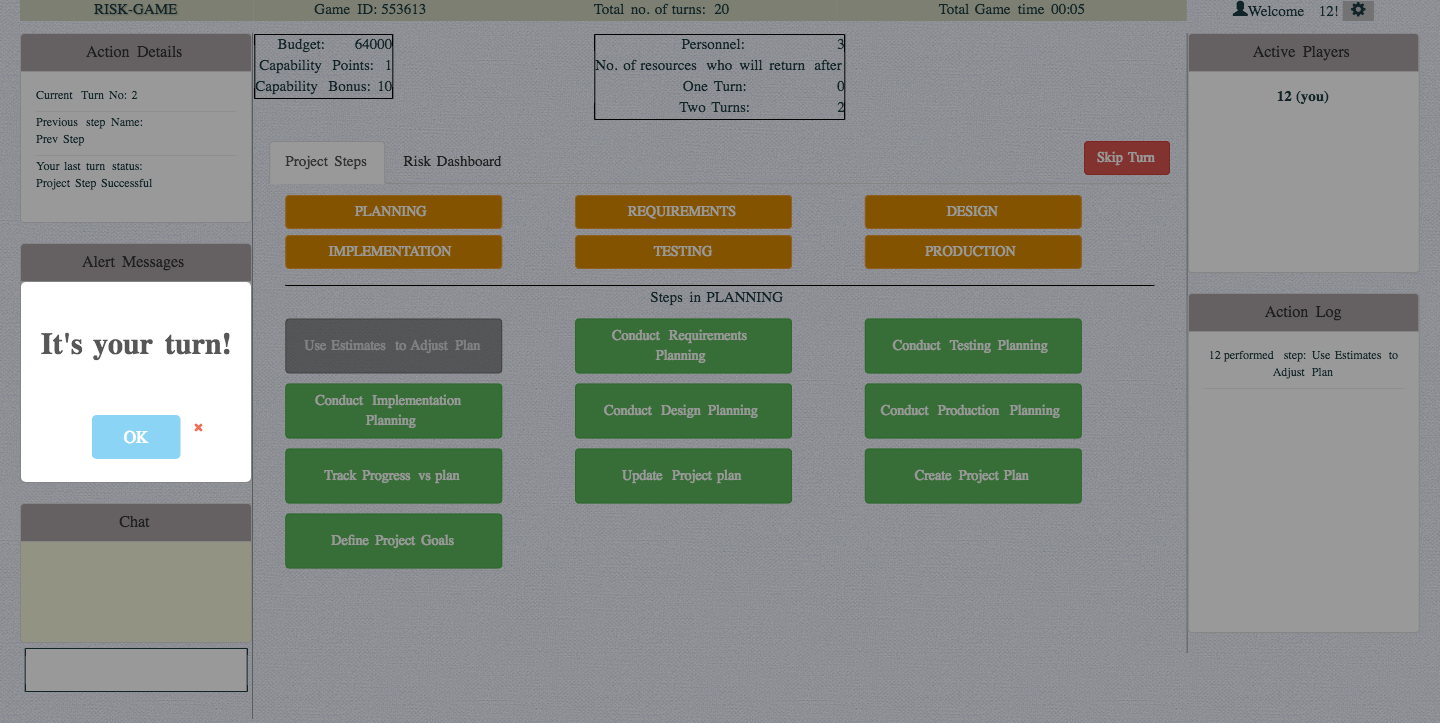 RISK-GAME
Game ID: 553613
Total no. of turns: 20
Total Game time 00:05
Welcome 12!
Action Details
Current Turn No: 2
Previous step Name:
Prev Step
Your last turn status:
Project Step Successful
Alert Messages
It's your turn!
OK
Chat
Budget: 64000
Capability Points: 1
Capability Bonus: 10
Personnel: 3
No. of resources who will return after
One Turn: 0
Two Turns: 2
Project Steps
Risk Dashboard
Skip Turn
PLANNING
REQUIREMENTS
DESIGN
IMPLEMENTATION
TESTING
PRODUCTION
Steps in PLANNING
Use Estimates to Adjust Plan
Conduct Requirements
Planning
Conduct Testing Planning
Conduct Implementation
Planning
Conduct Design Planning
Conduct Production Planning
Track Progress vs plan
Update Project plan
Create Project Plan
Define Project Goals
Active Players
12 (you)
Action Log
12 performed step: Use Estimates to
Adjust Plan